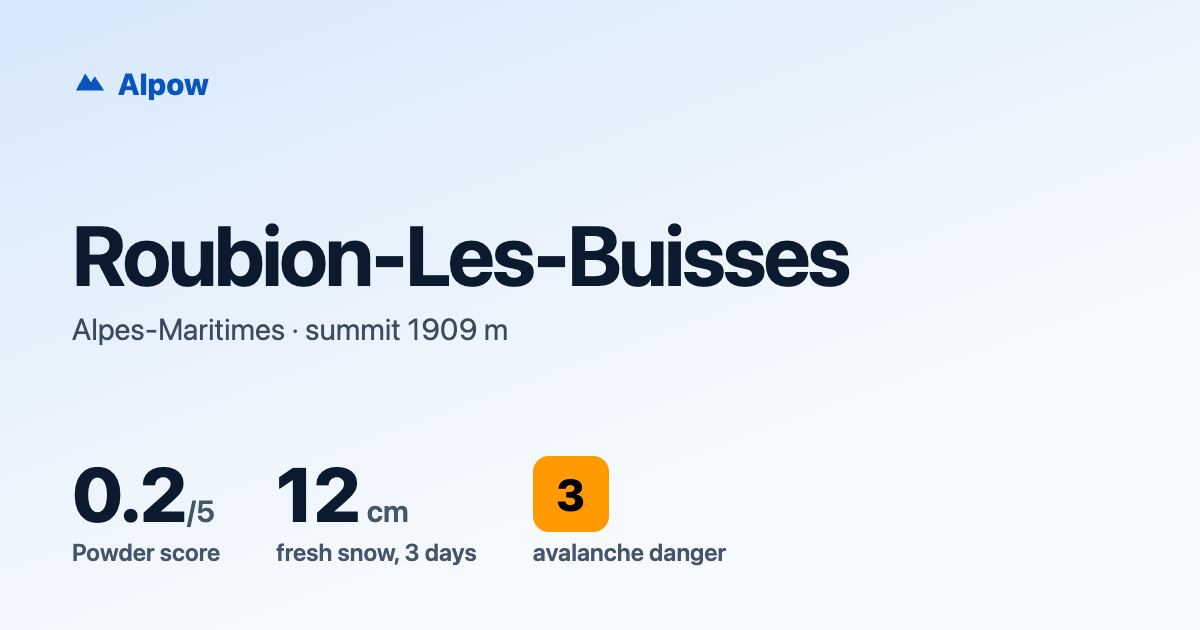 Alpow
Roubion-Les-Buisses
Alpes-Maritimes · summit 1909 m
0.2/5
Powder score
12 cm
fresh snow, 3 days
3
avalanche danger